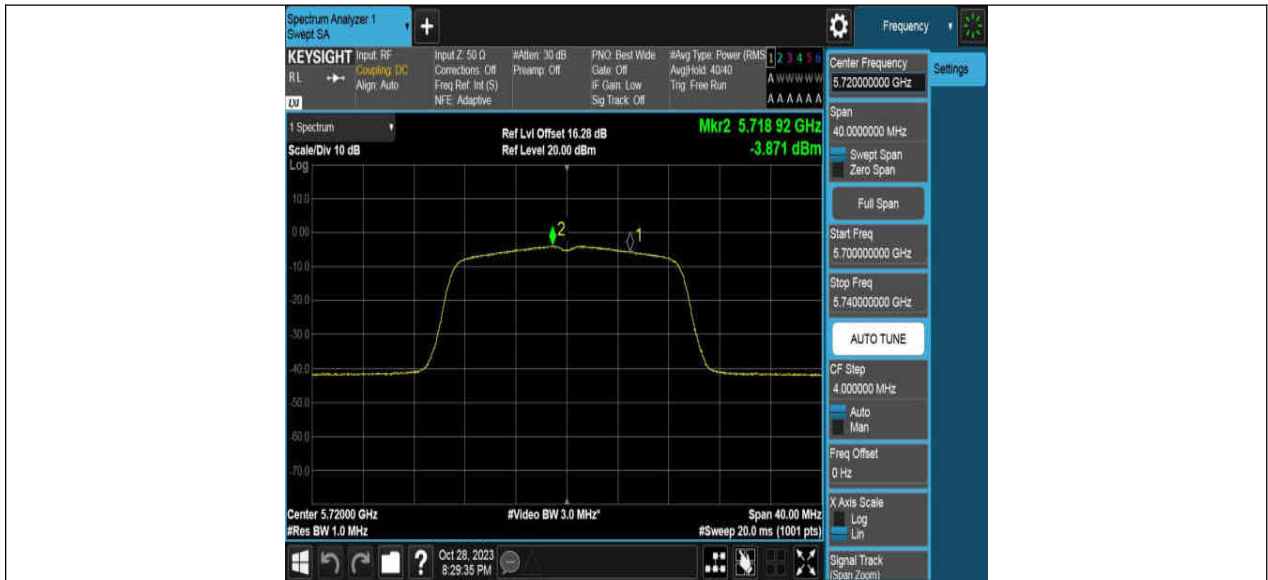 Spectrum Analyzer 1
Swept SA
+
Frequency
KEYSIGHT
RL
LXI
Input: RF
Coupling: DC
Align: Auto
Input Z: 50 Ω
Corrections: Off
Freq Ref: Int (S)
NFE: Adaptive
#Atten: 30 dB
Preamp: Off
PNO: Best Wide
Gate: Off
IF Gain: Low
Sig Track: Off
#Avg Type: Power (RMS
Avg|Hold: 40/40
Trig: Free Run
1 2 3 4 5 6
A W W W W W
A A A A A A
1 Spectrum
Scale/Div 10 dB
Ref Lvl Offset 16.28 dB
Ref Level 20.00 dBm
Mkr2 5.718 92 GHz
-3.871 dBm
Log
10.0
0.00
-10.0
-20.0
-30.0
-40.0
-50.0
-60.0
-70.0
2
1
Center 5.72000 GHz
#Res BW 1.0 MHz
#Video BW 3.0 MHz*
Span 40.00 MHz
#Sweep 20.0 ms (1001 pts)
?
Oct 28, 2023
8:29:35 PM
Center Frequency
5.720000000 GHz
Settings
Span
40.0000000 MHz
Swept Span
Zero Span
Full Span
Start Freq
5.700000000 GHz
Stop Freq
5.740000000 GHz
AUTO TUNE
CF Step
4.000000 MHz
Auto
Man
Freq Offset
0 Hz
X Axis Scale
Log
Lin
Signal Track
(Span Zoom)